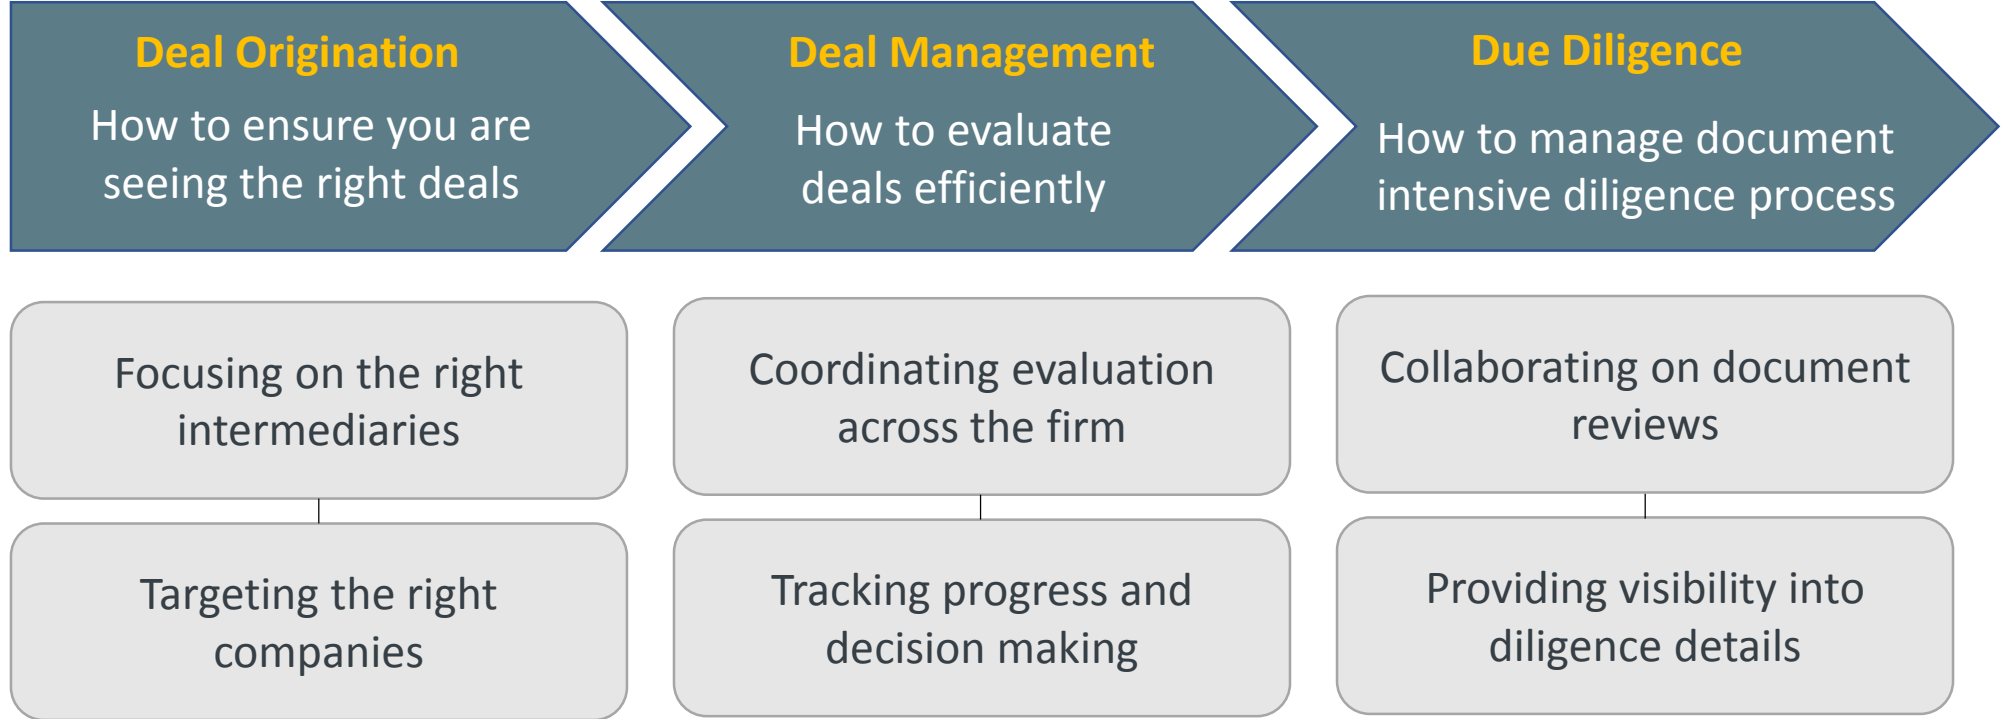 Deal Origination
How to ensure you are
seeing the right deals
Deal Management
How to evaluate
deals efficiently
Due Diligence
How to manage document
intensive diligence process
Focusing on the right
intermediaries
Coordinating evaluation
across the firm
Collaborating on document
reviews
Targeting the right
companies
Tracking progress and
decision making
Providing visibility into
diligence details